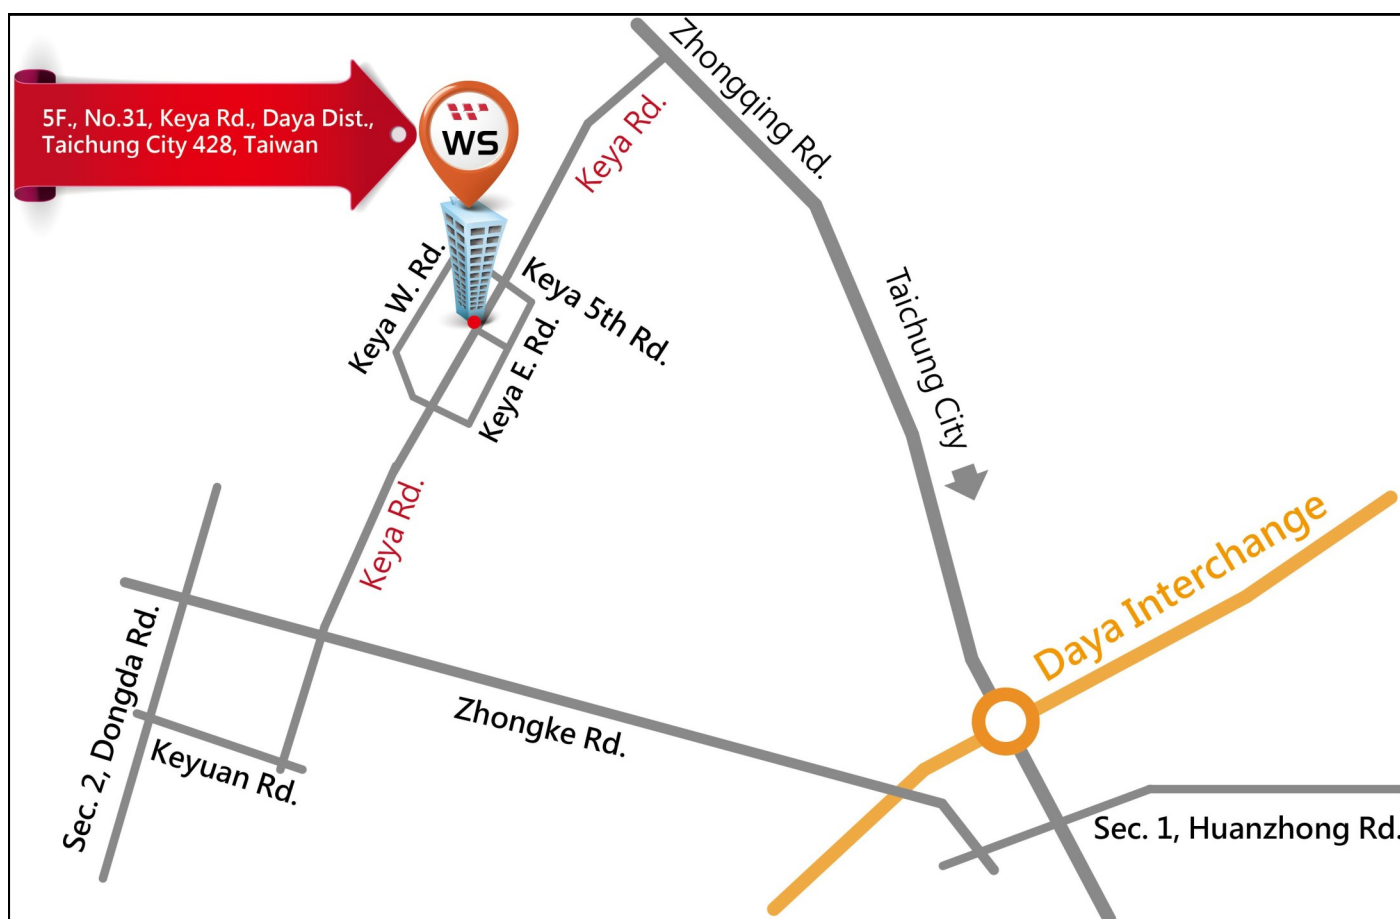 5F., No.31, Keya Rd., Daya Dist.,
Taichung City 428, Taiwan
WS
Zhongqing Rd.
Keya Rd.
Keya W. Rd.
Keya 5th Rd.
Keya E. Rd.
Taichung City
Keya Rd.
Daya Interchange
Sec. 2, Dongda Rd.
Zhongke Rd.
Keyuan Rd.
Sec. 1, Huanzhong Rd.